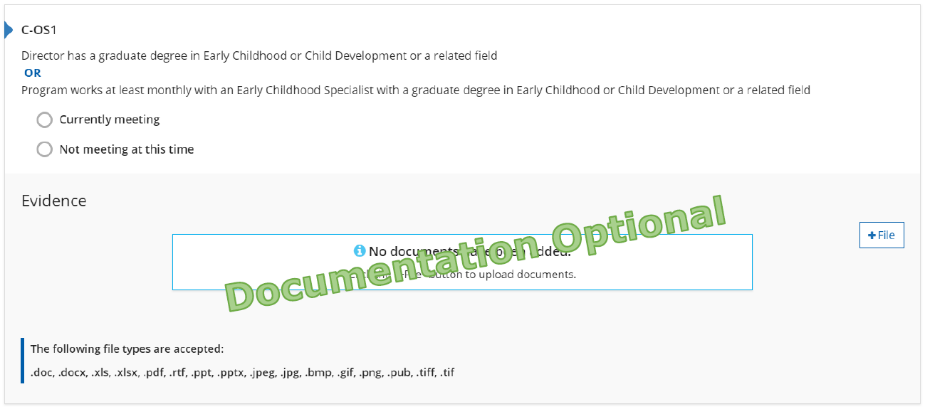 C-OS1
Director has a graduate degree in Early Childhood or Child Development or a related field
OR
Program works at least monthly with an Early Childhood Specialist with a graduate degree in Early Childhood or Child Development or a related field
Currently meeting
Not meeting at this time
Evidence
+File
No documents have been added.
button to upload documents.
Documentation Optional
The following file types are accepted:
.doc, .docx, .xls, .xlsx, .pdf, .rtf, .ppt, .pptx, .jpeg, .jpg, .bmp, .gif, .png, .pub, .tiff, .tif